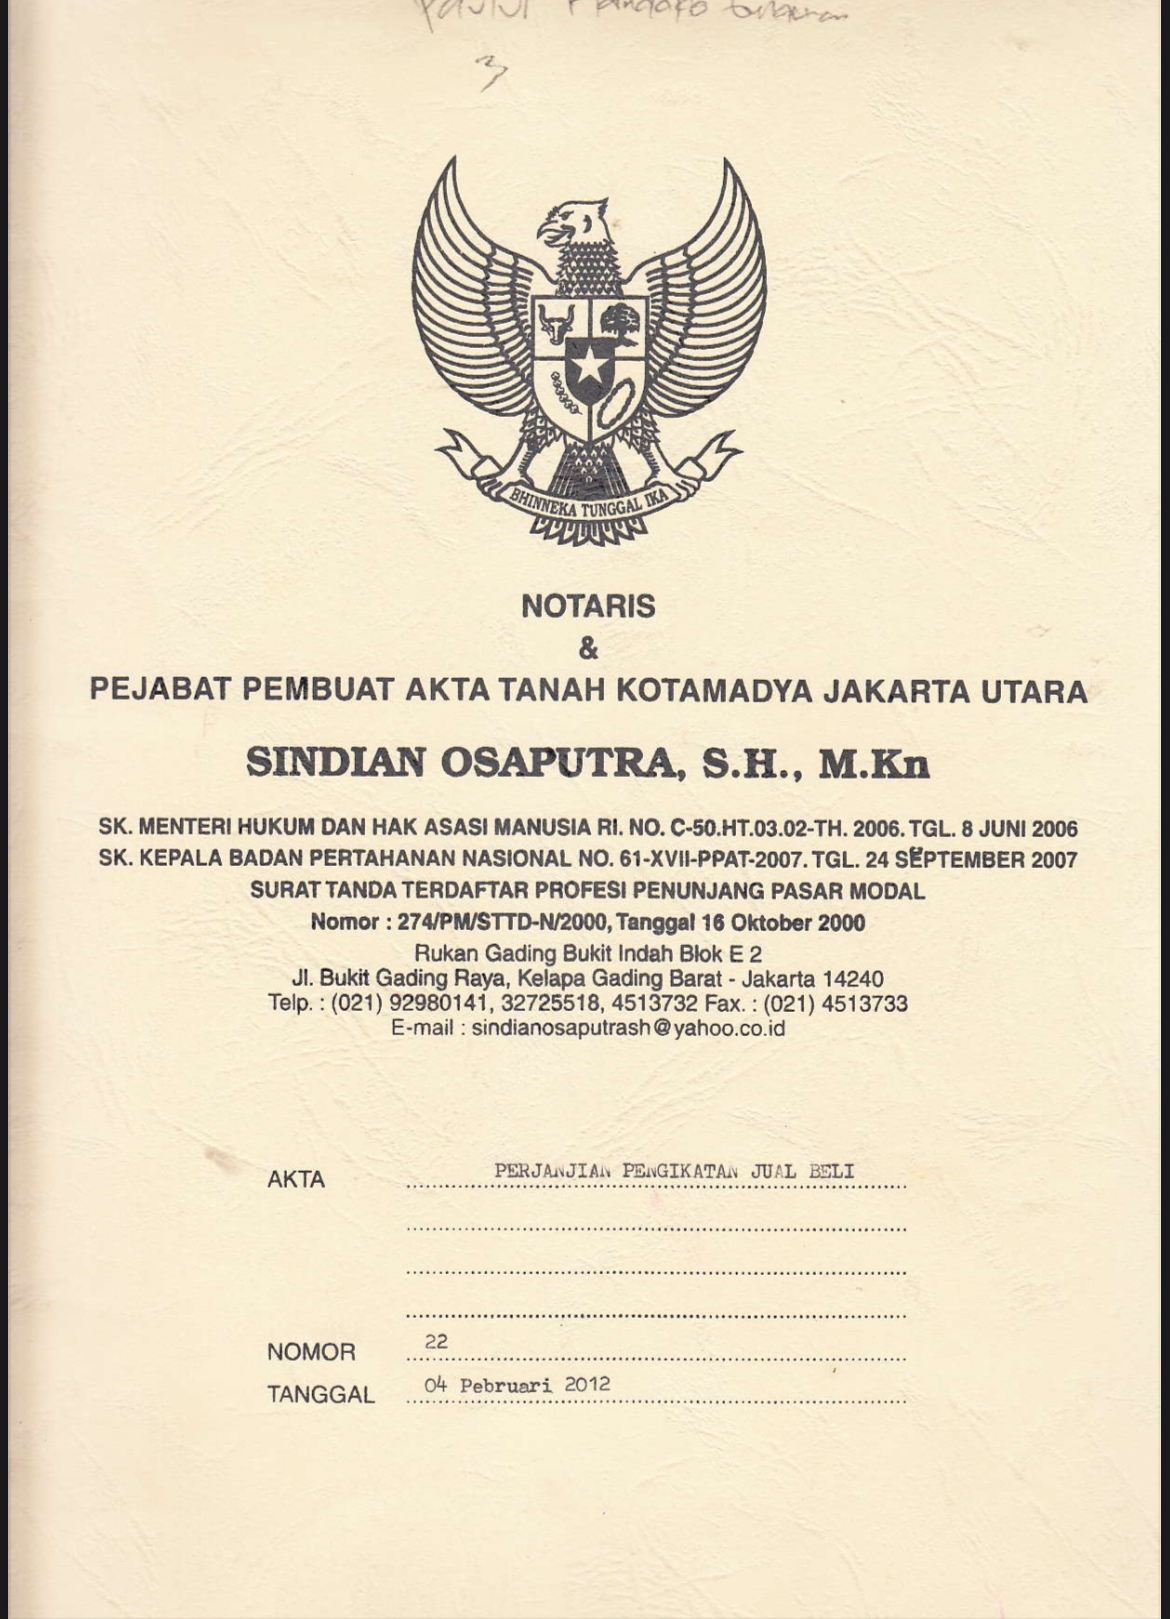 3
BHINNEKA TUNGGAL IKA
NOTARIS
&
PEJABAT PEMBUAT AKTA TANAH KOTAMADYA JAKARTA UTARA
SINDIAN OSAPUTRA, S.H., M.Kn
SK. MENTERI HUKUM DAN HAK ASASI MANUSIA RI. NO. C-50.HT.03.02-TH. 2006. TGL. 8 JUNI 2006
SK. KEPALA BADAN PERTAHANAN NASIONAL NO. 61-XVII-PPAT-2007. TGL. 24 SEPTEMBER 2007
SURAT TANDA TERDAFTAR PROFESI PENUNJANG PASAR MODAL
Nomor : 274/PM/STTD-N/2000, Tanggal 16 Oktober 2000
Rukan Gading Bukit Indah Blok E 2
Jl. Bukit Gading Raya, Kelapa Gading Barat - Jakarta 14240
Telp. : (021) 92980141, 32725518, 4513732 Fax. : (021) 4513733
E-mail : sindianosaputrash@yahoo.co.id
AKTA PERJANJIAN PENGIKATAN JUAL BELI
NOMOR 22
TANGGAL 04 Pebruari 2012